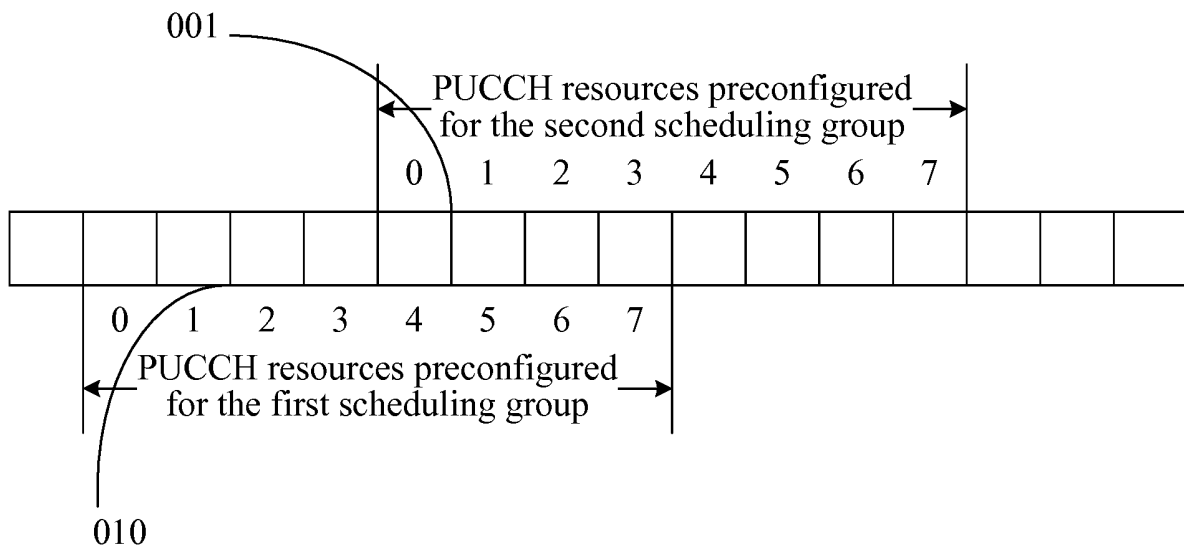 001
PUCCH resources preconfigured
for the second scheduling group
0 1 2 3 4 5 6 7
0 1 2 3 4 5 6 7
PUCCH resources preconfigured
for the first scheduling group
010